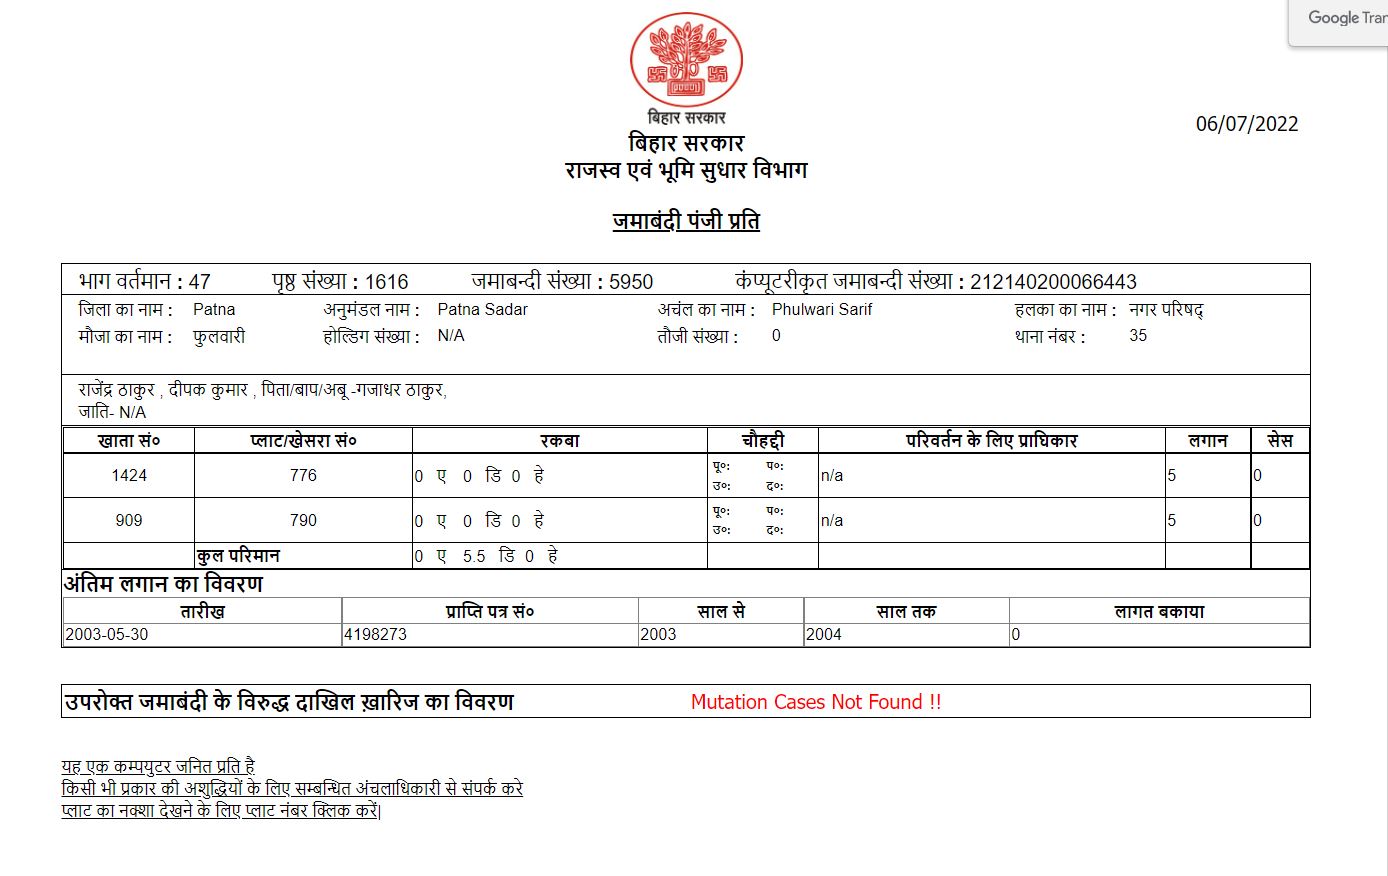 Google Tran
बिहार सरकार
06/07/2022
बिहार सरकार
राजस्व एवं भूमि सुधार विभाग
जमाबंदी पंजी प्रति
भाग वर्तमान : 47 पृष्ठ संख्या : 1616 जमाबन्दी संख्या : 5950 कंप्यूटरीकृत जमाबन्दी संख्या : 212140200066443
जिला का नाम : Patna अनुमंडल नाम : Patna Sadar अचंल का नाम : Phulwari Sarif हलका का नाम : नगर परिषद्
मौजा का नाम : फुलवारी होल्डिंग संख्या : N/A तौजी संख्या : 0 थाना नंबर : 35
राजेंद्र ठाकुर , दीपक कुमार , पिता/बाप/अबू -गजाधर ठाकुर,
जाति- N/A
खाता सं० प्लाट/खेसरा सं० रकबा चौहद्दी परिवर्तन के लिए प्राधिकार लगान सेस
1424 776 0 ए 0 डि 0 हे पू०: प०: उ०: द०: n/a 5 0
909 790 0 ए 0 डि 0 हे पू०: प०: उ०: द०: n/a 5 0
कुल परिमान 0 ए 5.5 डि 0 हे
अंतिम लगान का विवरण
तारीख प्राप्ति पत्र सं० साल से साल तक लागत बकाया
2003-05-30 4198273 2003 2004 0
उपरोक्त जमाबंदी के विरुद्ध दाखिल ख़ारिज का विवरण Mutation Cases Not Found !!
यह एक कम्पयुटर जनित प्रति है
किसी भी प्रकार की अशुद्धियों के लिए सम्बन्धित अंचलाधिकारी से संपर्क करे
प्लाट का नक्शा देखने के लिए प्लाट नंबर क्लिक करें|